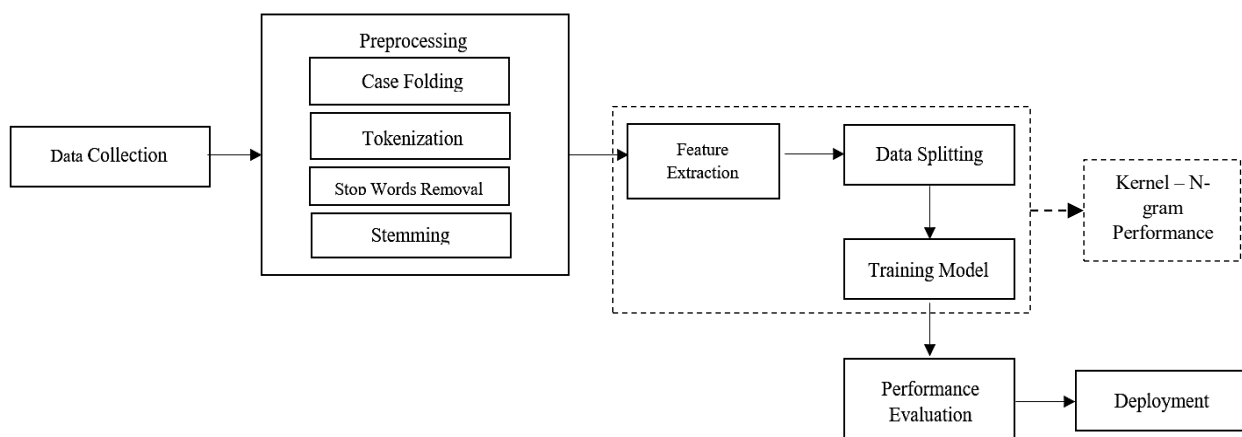 Preprocessing
Case Folding
Tokenization
Stop Words Removal
Stemming
Data Collection
Feature
Extraction
Data Splitting
Training Model
Kernel – N-
gram
Performance
Performance
Evaluation
Deployment